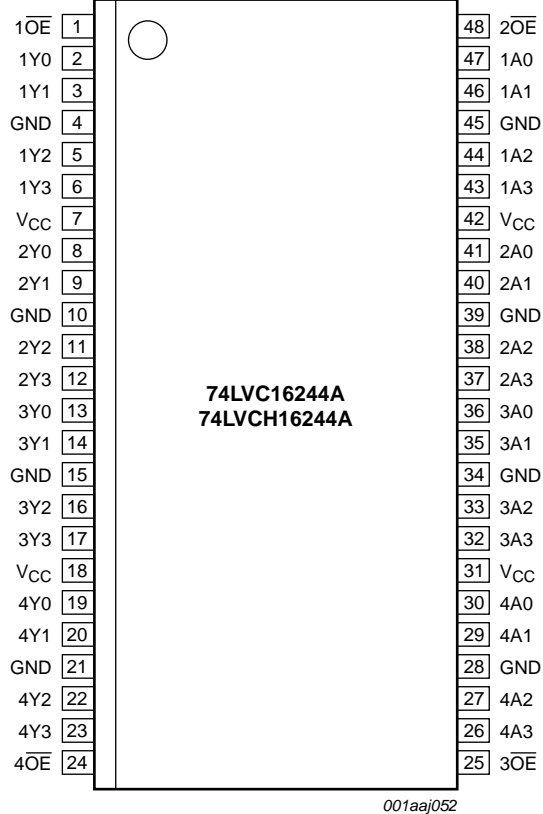 1O̅E̅ 1 48 2O̅E̅
1Y0 2 47 1A0
1Y1 3 46 1A1
GND 4 45 GND
1Y2 5 44 1A2
1Y3 6 43 1A3
VCC 7 42 VCC
2Y0 8 41 2A0
2Y1 9 40 2A1
GND 10 39 GND
2Y2 11 38 2A2
2Y3 12 37 2A3
74LVC16244A
74LVCH16244A
3Y0 13 36 3A0
3Y1 14 35 3A1
GND 15 34 GND
3Y2 16 33 3A2
3Y3 17 32 3A3
VCC 18 31 VCC
4Y0 19 30 4A0
4Y1 20 29 4A1
GND 21 28 GND
4Y2 22 27 4A2
4Y3 23 26 4A3
4O̅E̅ 24 25 3O̅E̅
001aaj052